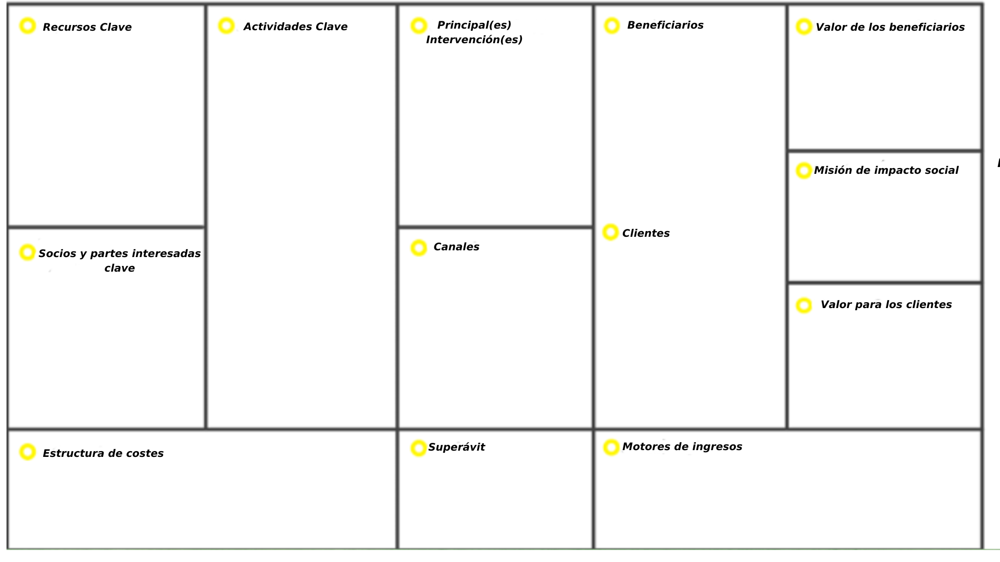 Recursos Clave
Actividades Clave
Principal(es)
Intervención(es)
Beneficiarios
Valor de los beneficiarios
Misión de impacto social
Clientes
Socios y partes interesadas
clave
Canales
Valor para los clientes
Estructura de costes
Superávit
Motores de ingresos